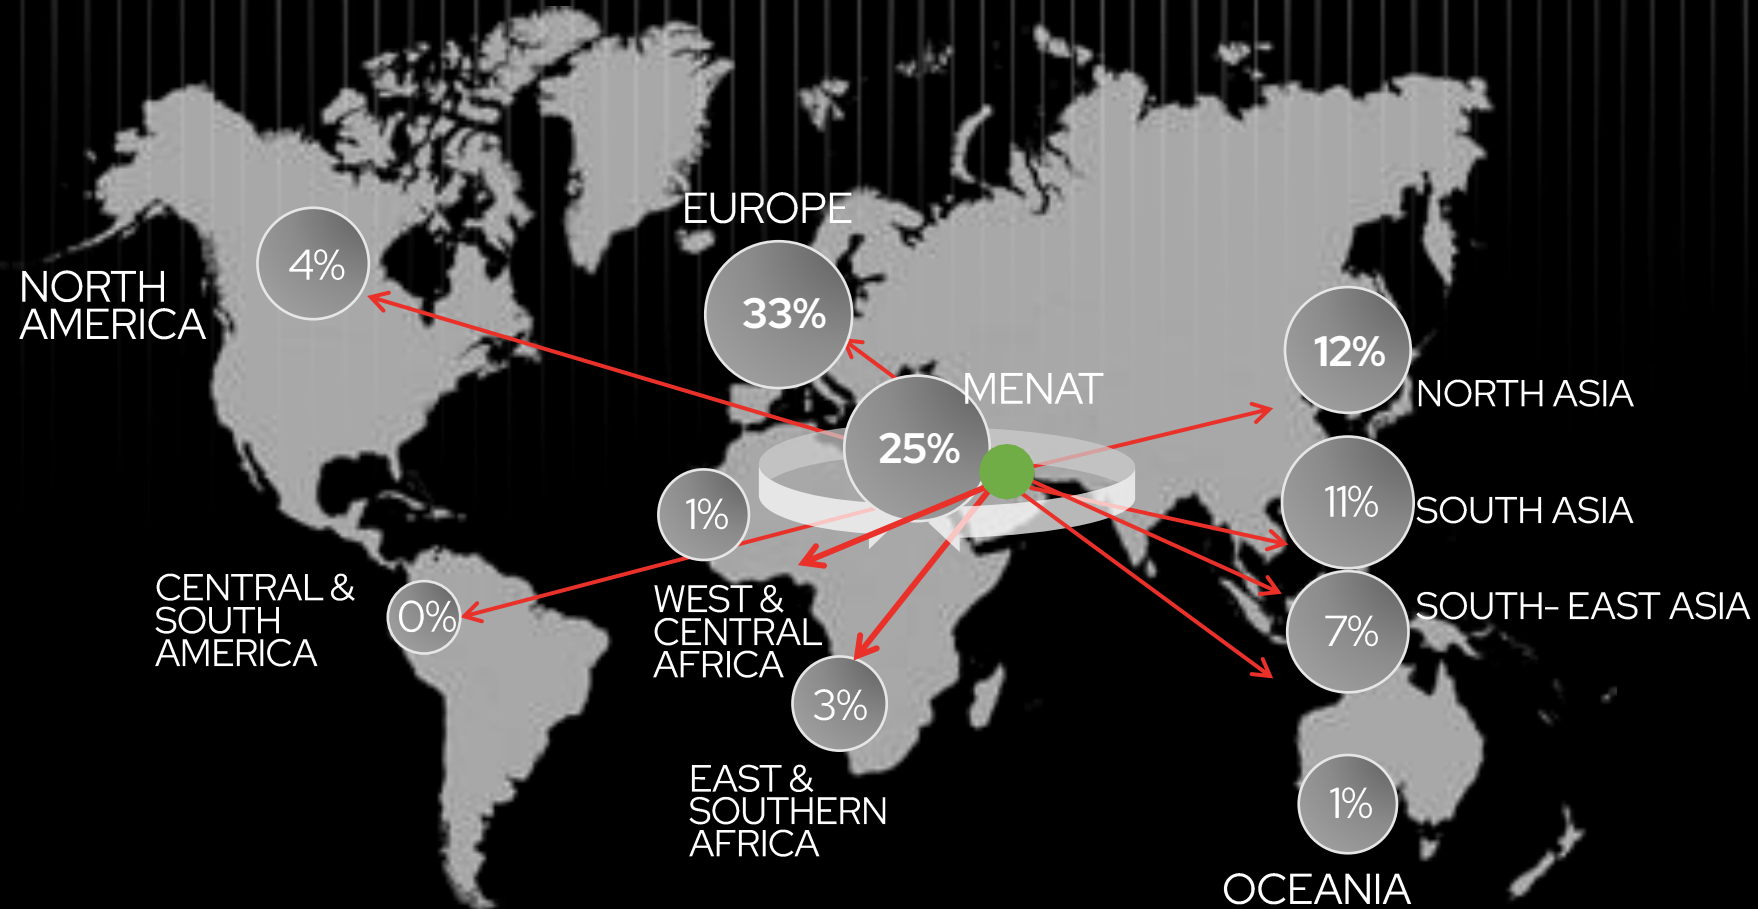 EUROPE
33%
4%
NORTH
AMERICA
MENAT
25%
12%
NORTH ASIA
11%
SOUTH ASIA
1%
WEST &
CENTRAL
AFRICA
CENTRAL &
SOUTH
AMERICA
0%
7%
SOUTH- EAST ASIA
3%
EAST &
SOUTHERN
AFRICA
1%
OCEANIA